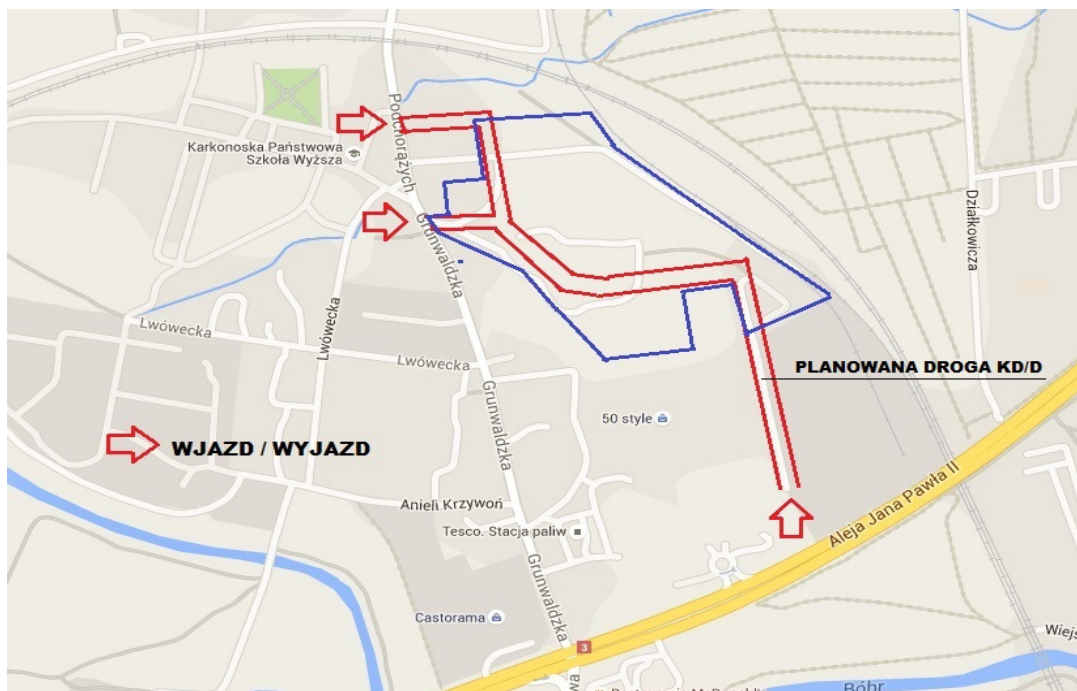 Podchorążych
Karkonoska Państwowa
Szkoła Wyższa
Grunwaldzka
Działkowicza
Lwówecka
Lwówecka
Lwówecka
PLANOWANA DROGA KD/D
Grunwaldzka
50 style
WJAZD / WYJAZD
Anieli Krzywoń
Tesco. Stacja paliw
Aleja Jana Pawła II
Grunwaldzka
Castorama
3
Wiejs
Bóbr